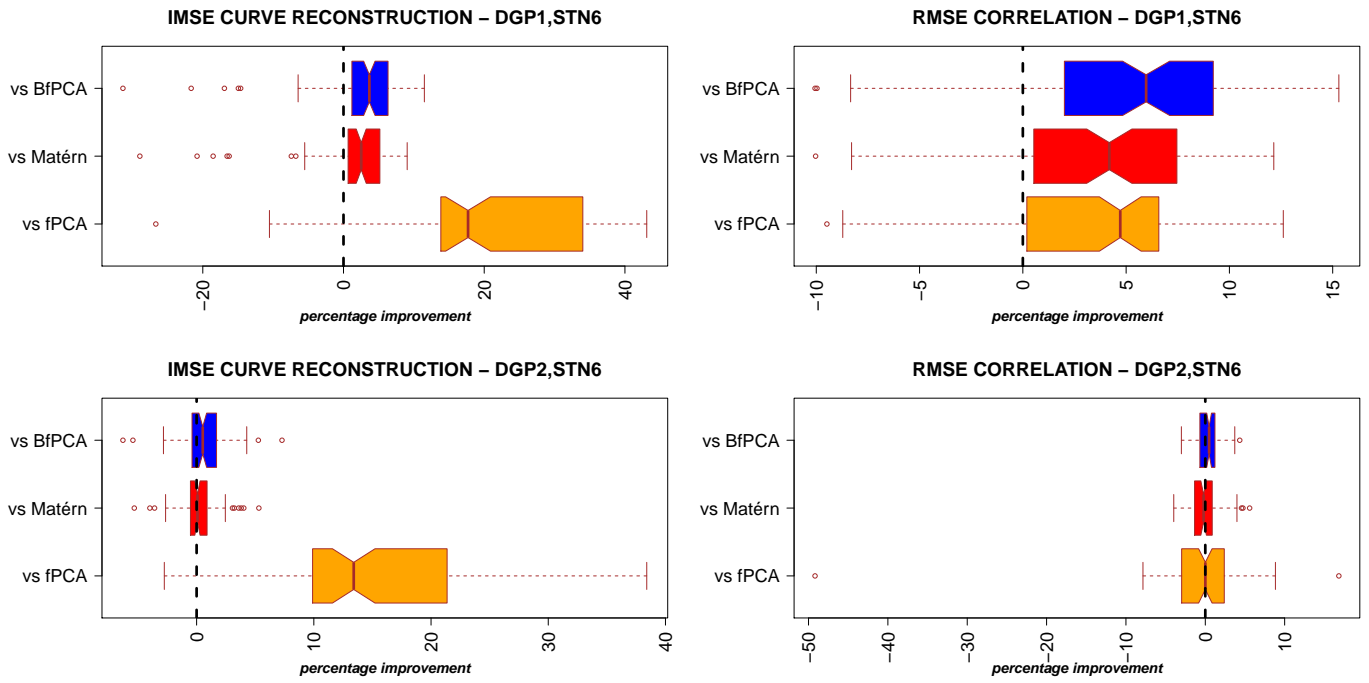 IMSE CURVE RECONSTRUCTION – DGP1,STN6
vs BfPCA
vs Matérn
vs fPCA
−20
0
20
40
percentage improvement
RMSE CORRELATION – DGP1,STN6
vs BfPCA
vs Matérn
vs fPCA
−10
−5
0
5
10
15
percentage improvement
IMSE CURVE RECONSTRUCTION – DGP2,STN6
vs BfPCA
vs Matérn
vs fPCA
0
10
20
30
40
percentage improvement
RMSE CORRELATION – DGP2,STN6
vs BfPCA
vs Matérn
vs fPCA
−50
−40
−30
−20
−10
0
10
percentage improvement